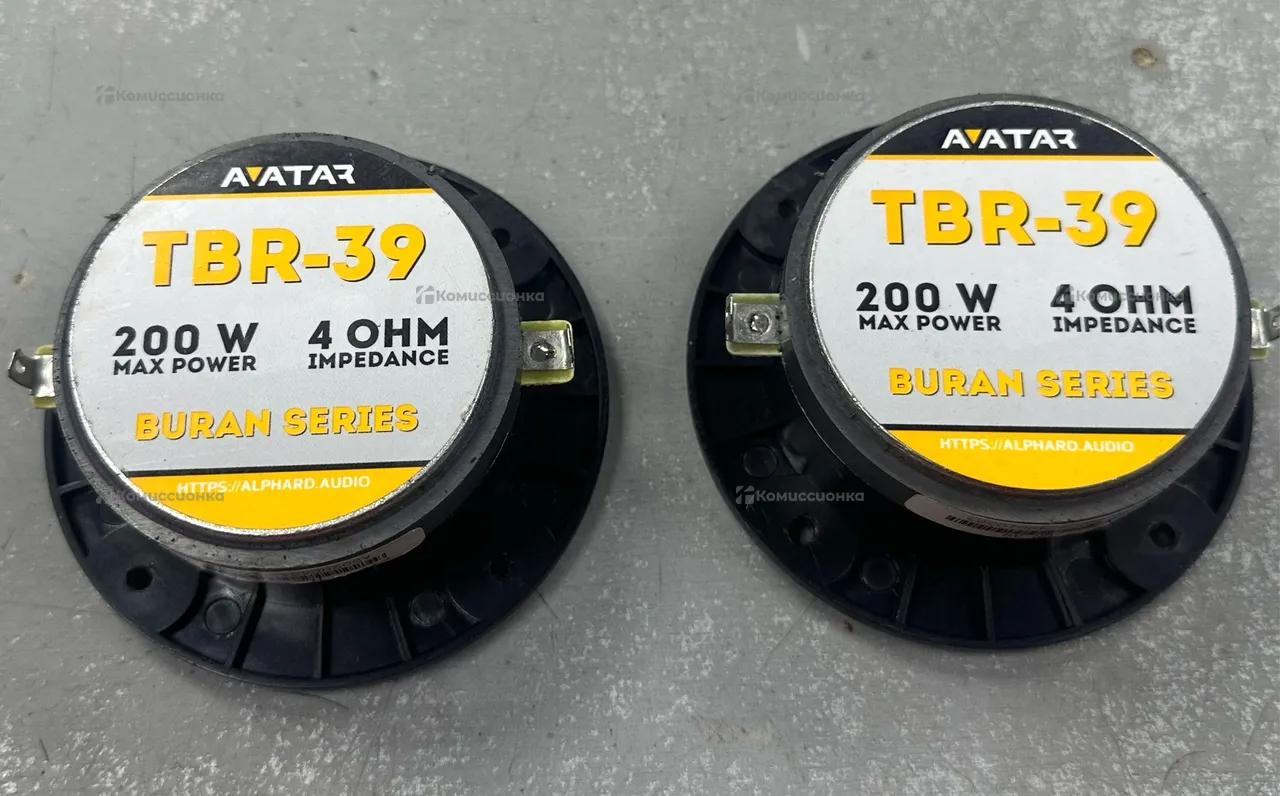 AVATAR
TBR-39
200 W 4 OHM
MAX POWER IMPEDANCE
BURAN SERIES
HTTPS://ALPHARD.AUDIO
AVATAR
TBR-39
200 W 4 OHM
MAX POWER IMPEDANCE
BURAN SERIES
HTTPS://ALPHARD.AUDIO
Комиссионка
Комиссионка
Комиссионка
Комиссионка
Комиссионка
Комиссионка